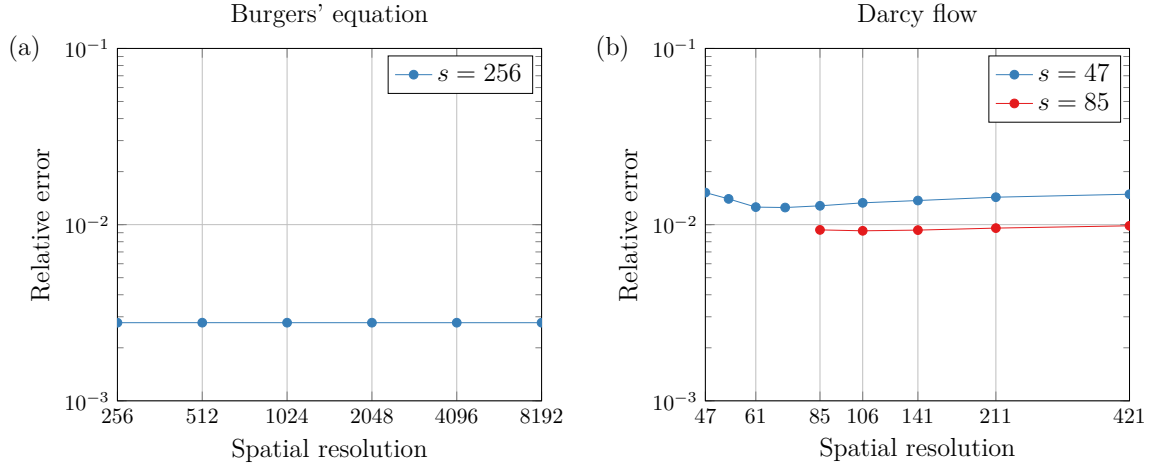 Burgers' equation
(a)
10^{-1}
10^{-2}
10^{-3}
Relative error
s = 256
256 512 1024 2048 4096 8192
Spatial resolution
Darcy flow
(b)
10^{-1}
10^{-2}
10^{-3}
Relative error
s = 47
s = 85
47 61 85 106 141 211 421
Spatial resolution